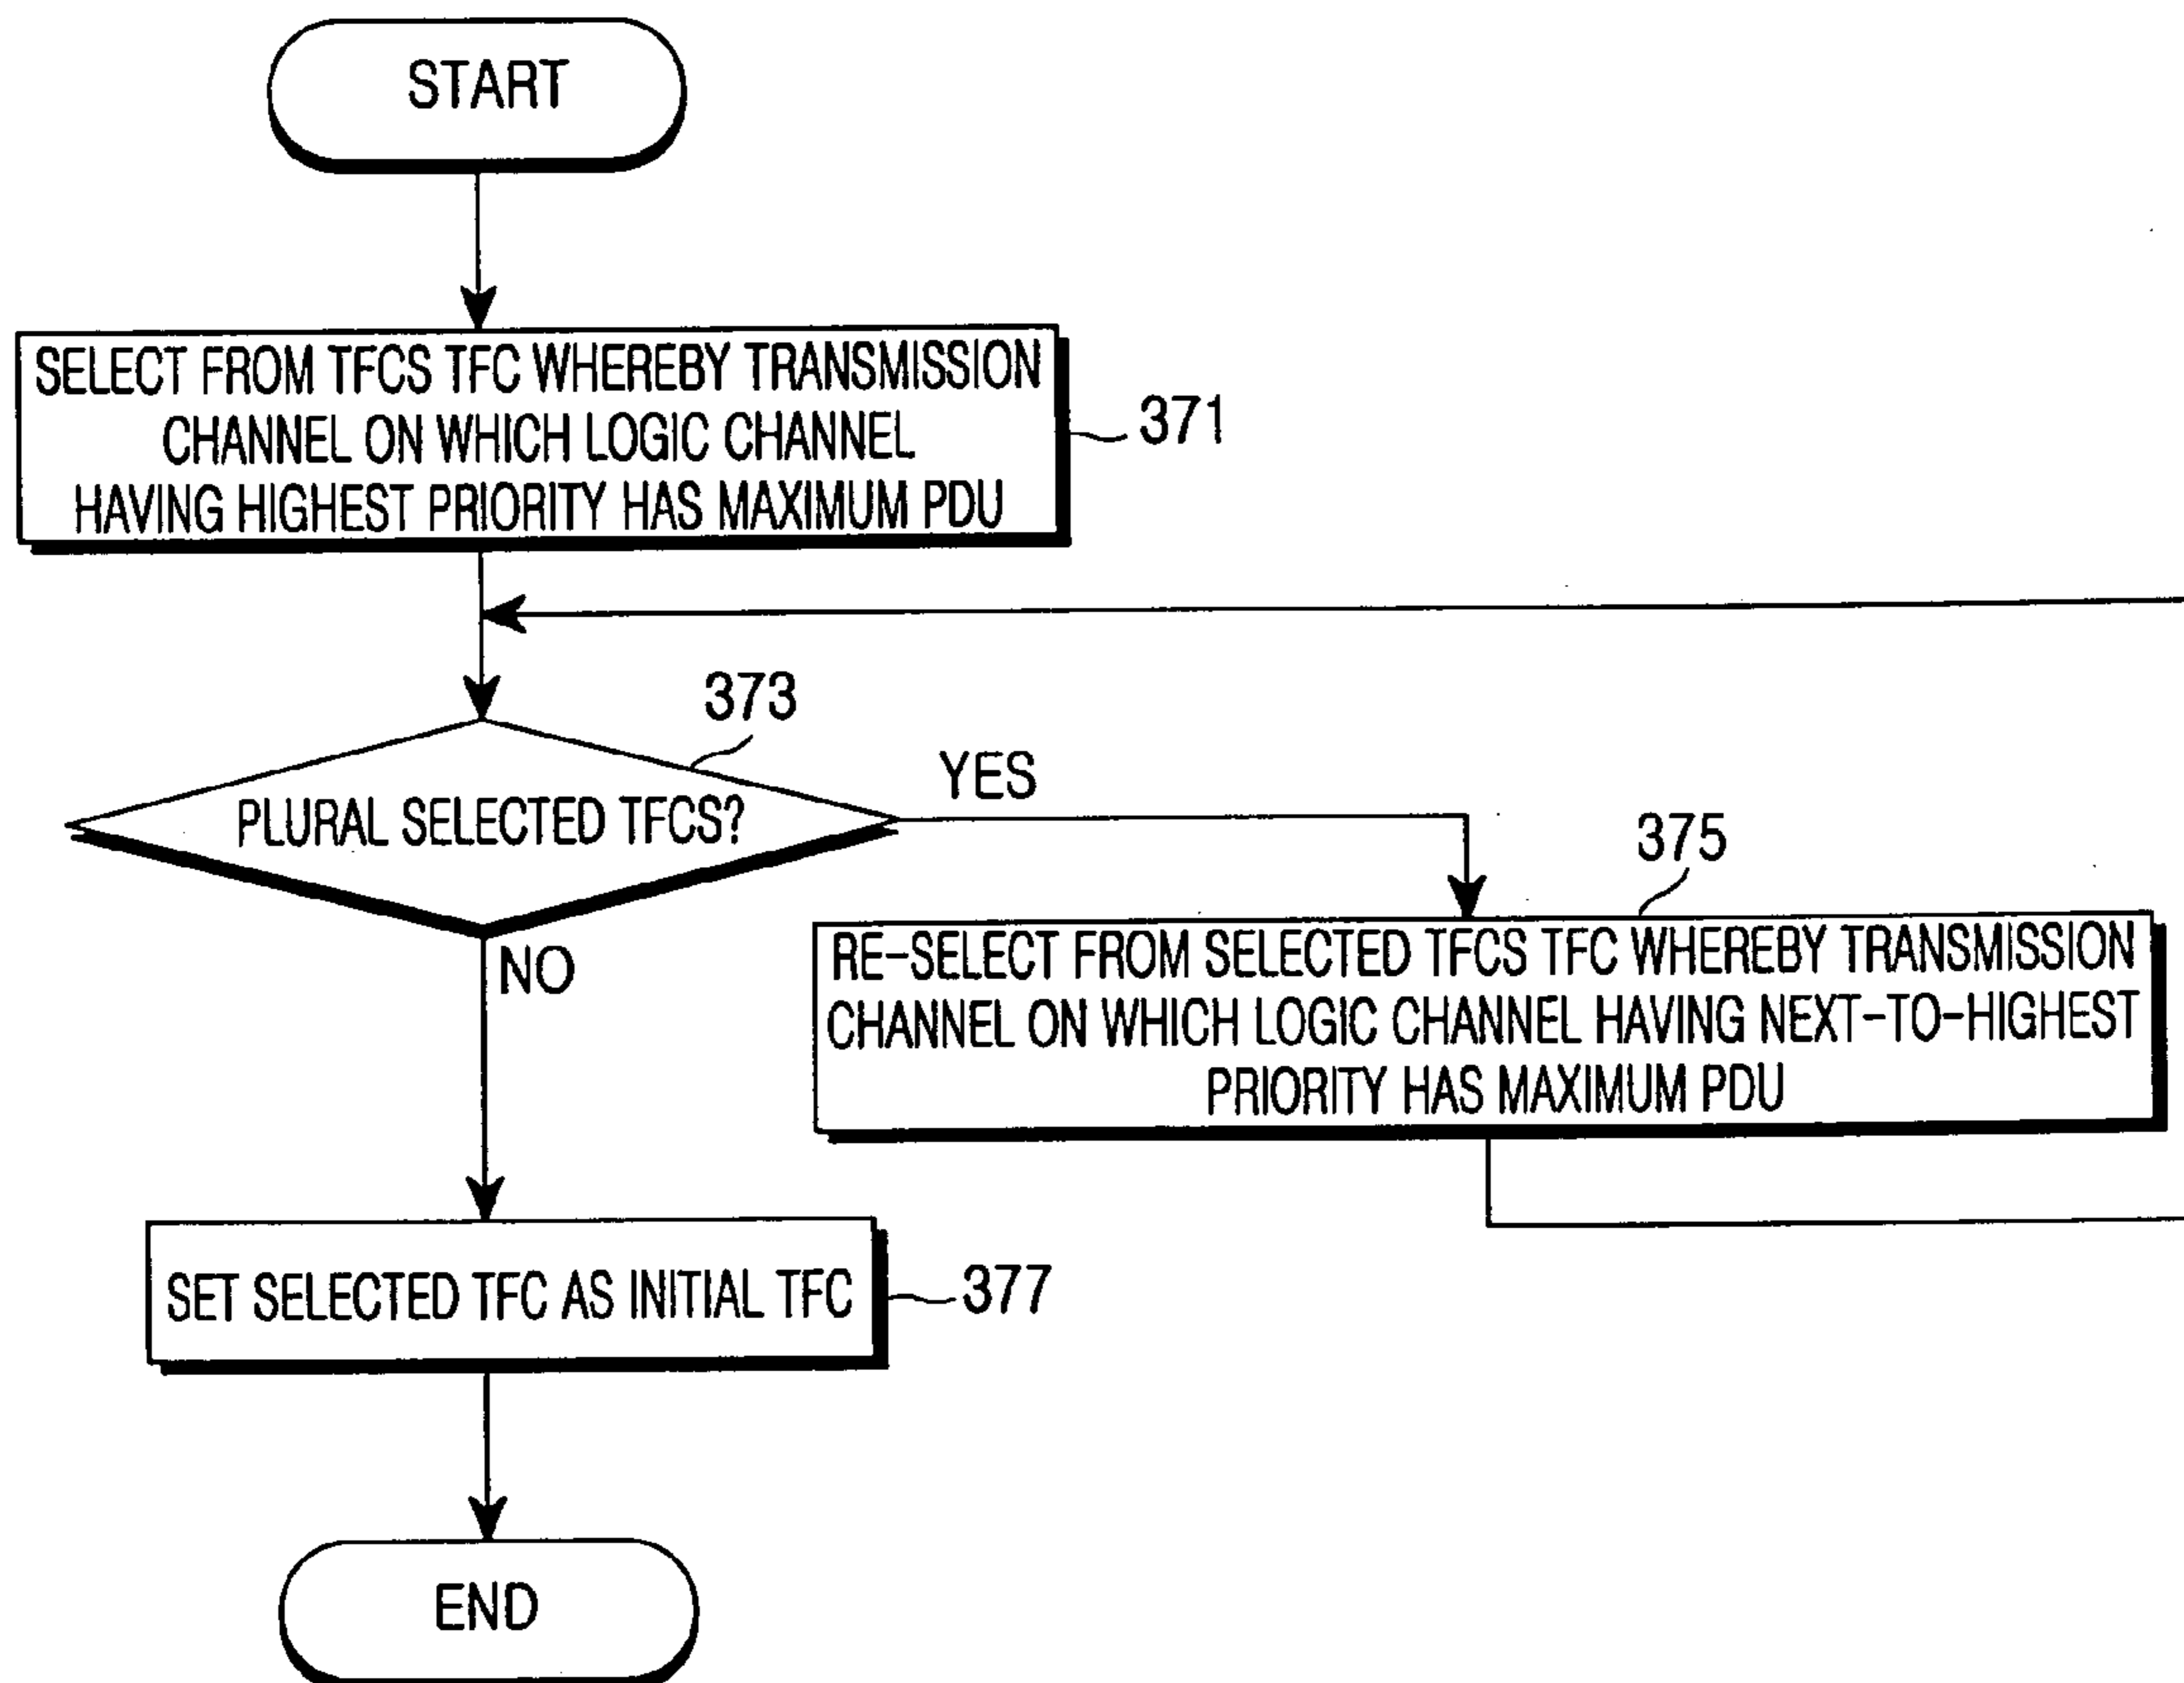 START
SELECT FROM TFCS TFC WHEREBY TRANSMISSION
CHANNEL ON WHICH LOGIC CHANNEL
HAVING HIGHEST PRIORITY HAS MAXIMUM PDU
371
373
PLURAL SELECTED TFCS?
YES
NO
375
RE-SELECT FROM SELECTED TFCS TFC WHEREBY TRANSMISSION
CHANNEL ON WHICH LOGIC CHANNEL HAVING NEXT-TO-HIGHEST
PRIORITY HAS MAXIMUM PDU
SET SELECTED TFC AS INITIAL TFC
377
END